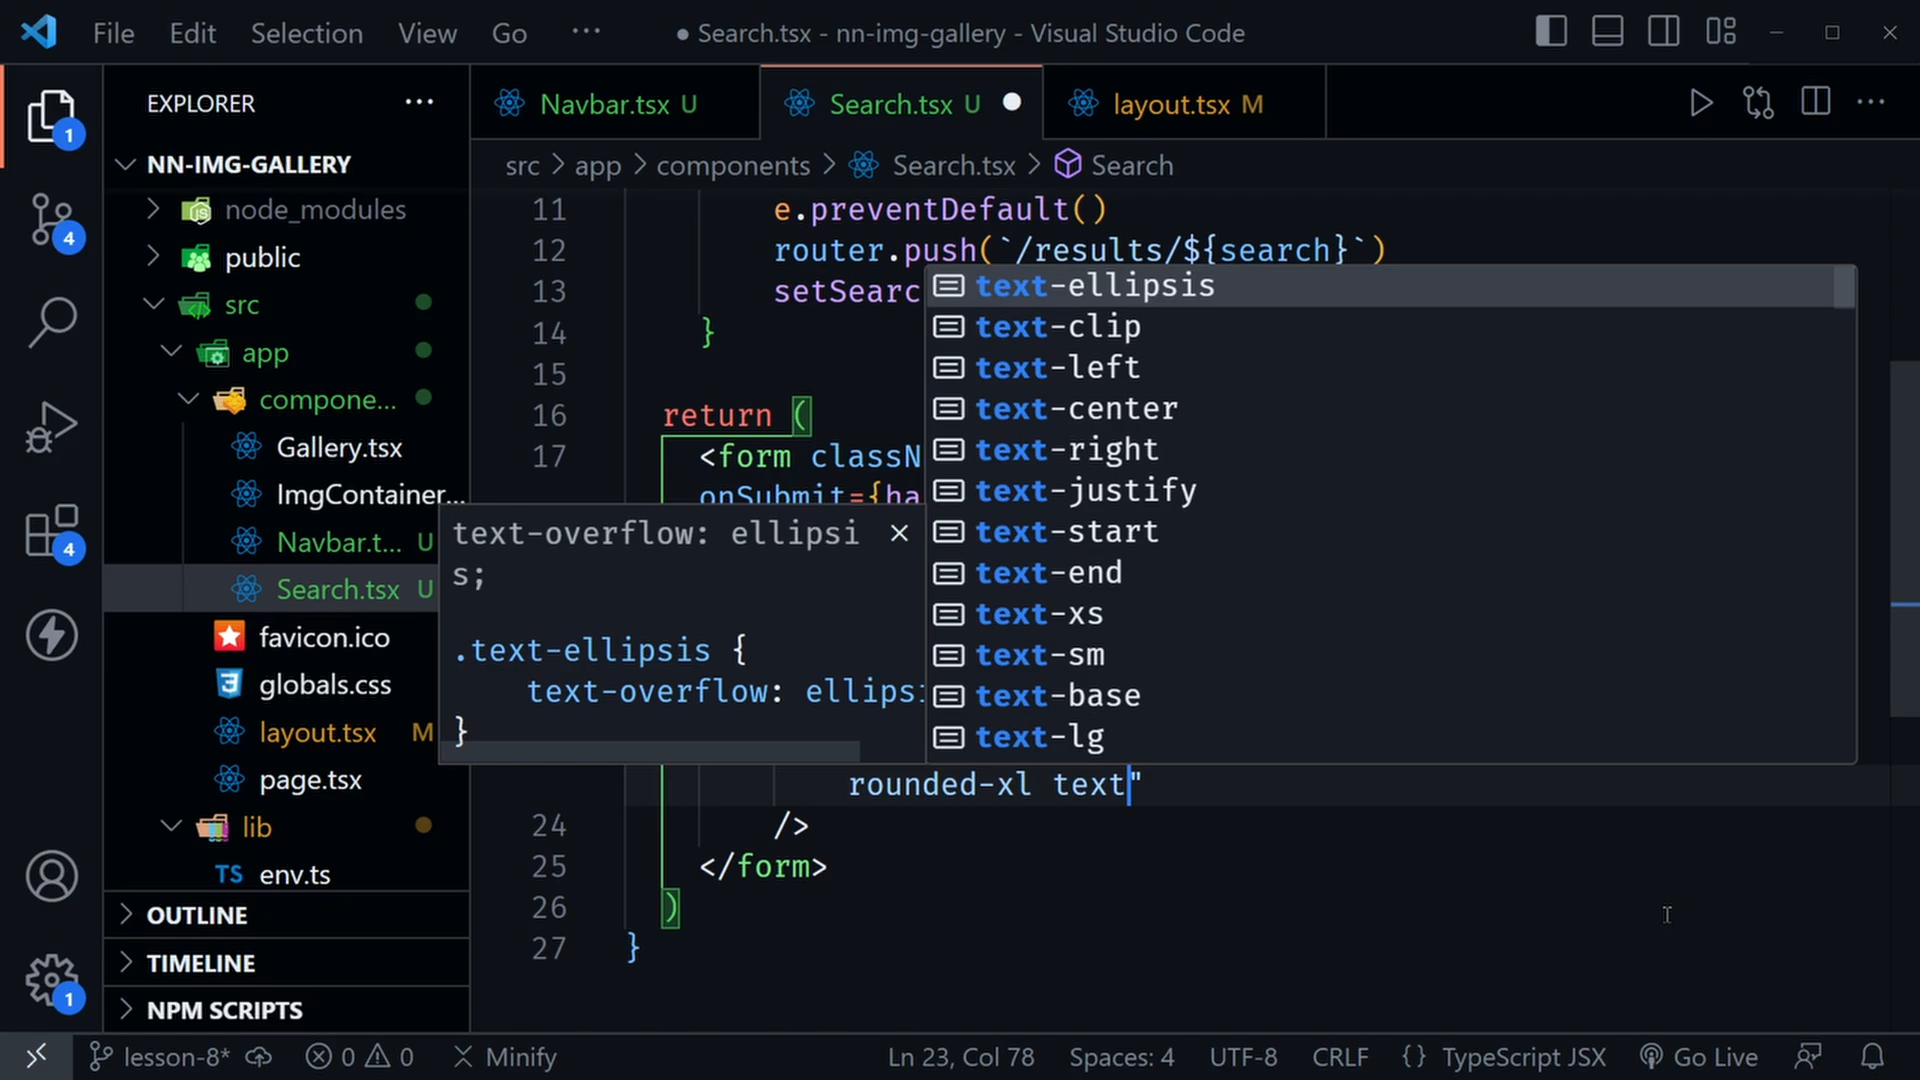 File Edit Selection View Go ··· ● Search.tsx - nn-img-gallery - Visual Studio Code
EXPLORER ···
Navbar.tsx U
Search.tsx U
layout.tsx M
src > app > components > Search.tsx > Search
NN-IMG-GALLERY
node_modules
public
src
app
compone...
Gallery.tsx
ImgContainer...
Navbar.t... U
Search.tsx U
favicon.ico
globals.css
layout.tsx M
page.tsx
lib
TS env.ts
OUTLINE
TIMELINE
NPM SCRIPTS
1
4
4
1
11 e.preventDefault()
12 router.push(`/results/${search}`)
13 setSearc
14 }
15
16 return (
17 <form classN
onSubmit={ha
text-overflow: ellipsi ×
s;
.text-ellipsis {
text-overflow: ellips
}
text-ellipsis
text-clip
text-left
text-center
text-right
text-justify
text-start
text-end
text-xs
text-sm
text-base
text-lg
rounded-xl text"
24 />
25 </form>
26 )
27 }
lesson-8* 0 0 Minify Ln 23, Col 78 Spaces: 4 UTF-8 CRLF {} TypeScript JSX Go Live